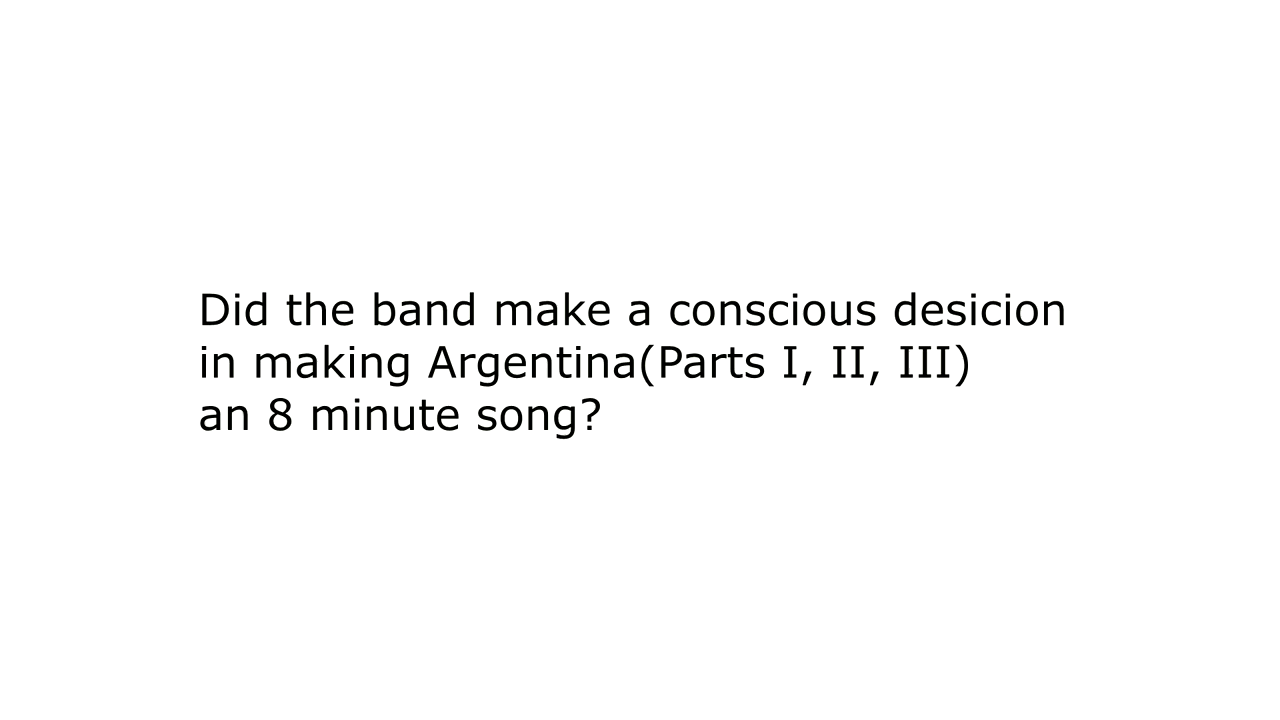 Did the band make a conscious desicion
in making Argentina(Parts I, II, III)
an 8 minute song?